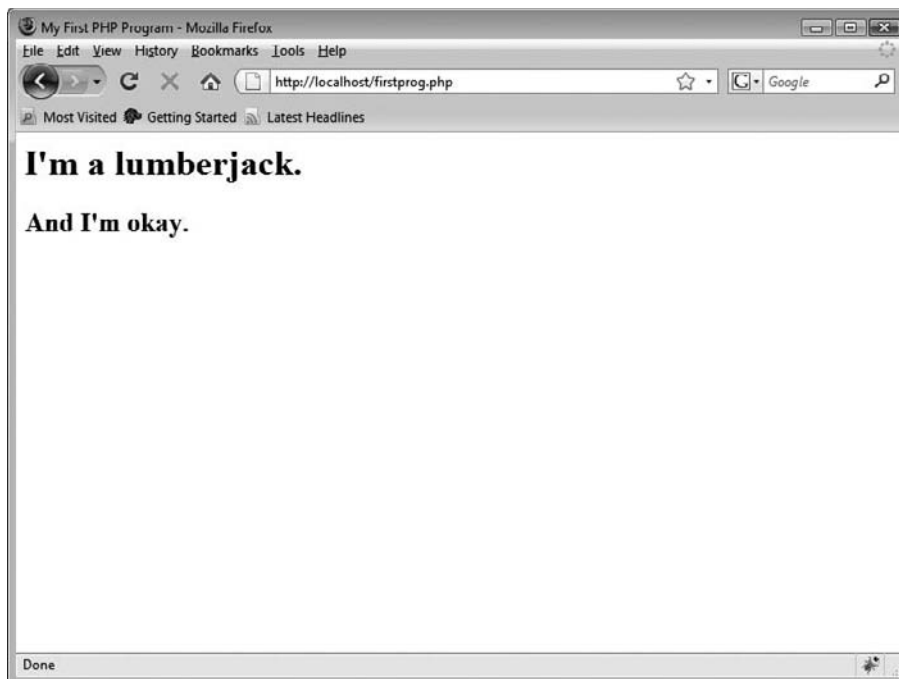 My First PHP Program - Mozilla Firefox
File Edit View History Bookmarks Tools Help
http://localhost/firstprog.php G Google
Most Visited Getting Started Latest Headlines
I'm a lumberjack.
And I'm okay.
Done